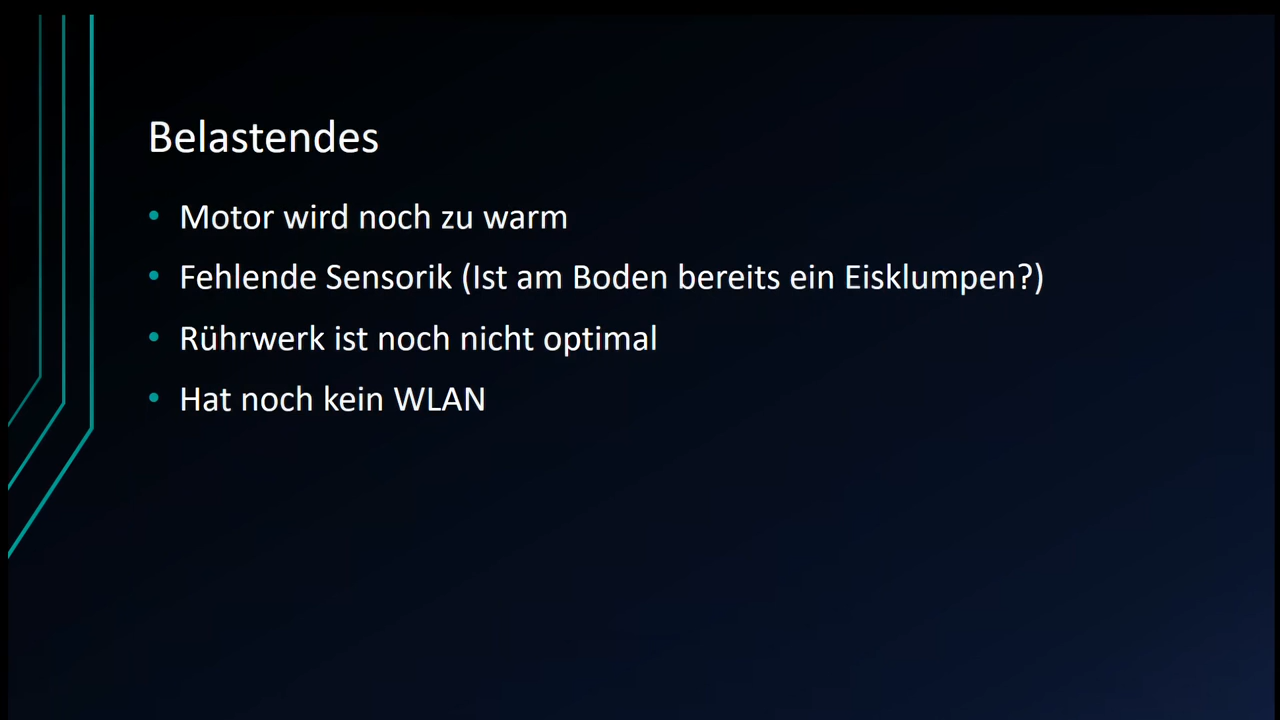 Belastendes
• Motor wird noch zu warm
• Fehlende Sensorik (Ist am Boden bereits ein Eisklumpen?)
• Rührwerk ist noch nicht optimal
• Hat noch kein WLAN